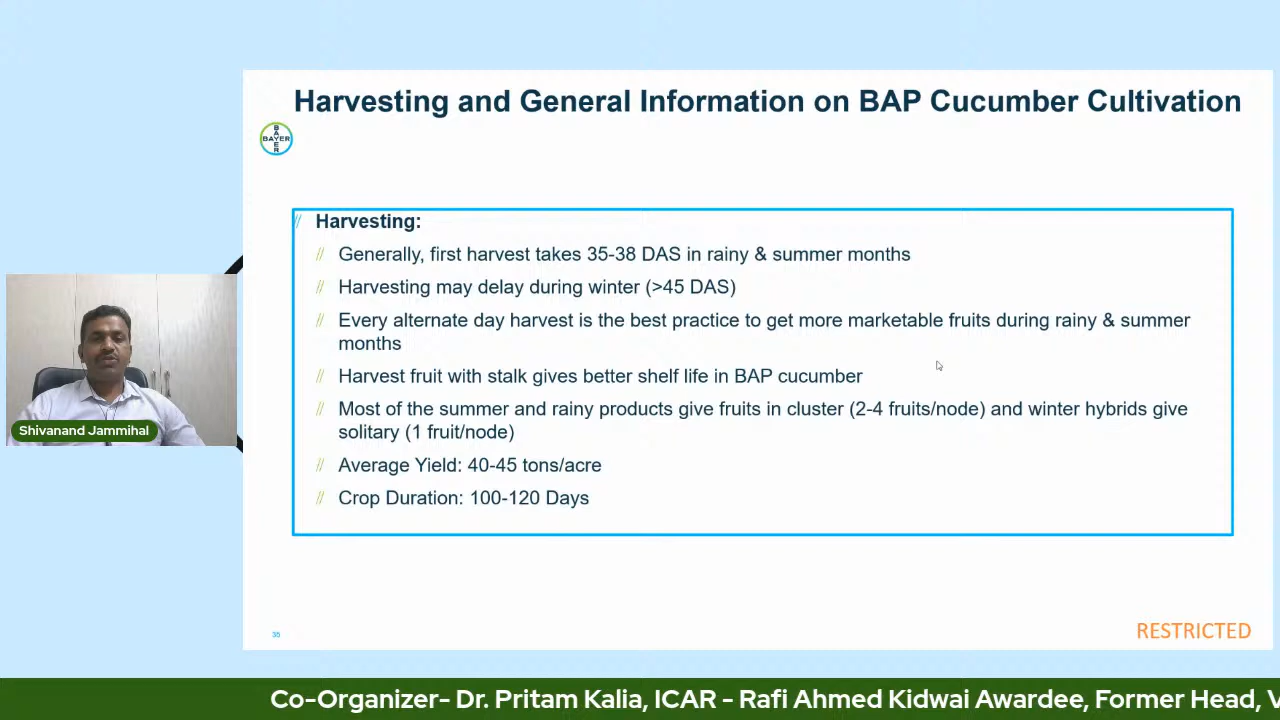 Harvesting and General Information on BAP Cucumber Cultivation
BAYER
BAYER
// Harvesting:
// Generally, first harvest takes 35-38 DAS in rainy & summer months
// Harvesting may delay during winter (>45 DAS)
// Every alternate day harvest is the best practice to get more marketable fruits during rainy & summer
months
// Harvest fruit with stalk gives better shelf life in BAP cucumber
// Most of the summer and rainy products give fruits in cluster (2-4 fruits/node) and winter hybrids give
solitary (1 fruit/node)
// Average Yield: 40-45 tons/acre
// Crop Duration: 100-120 Days
Shivanand Jammihal
35
RESTRICTED
Co-Organizer- Dr. Pritam Kalia, ICAR - Rafi Ahmed Kidwai Awardee, Former Head, V